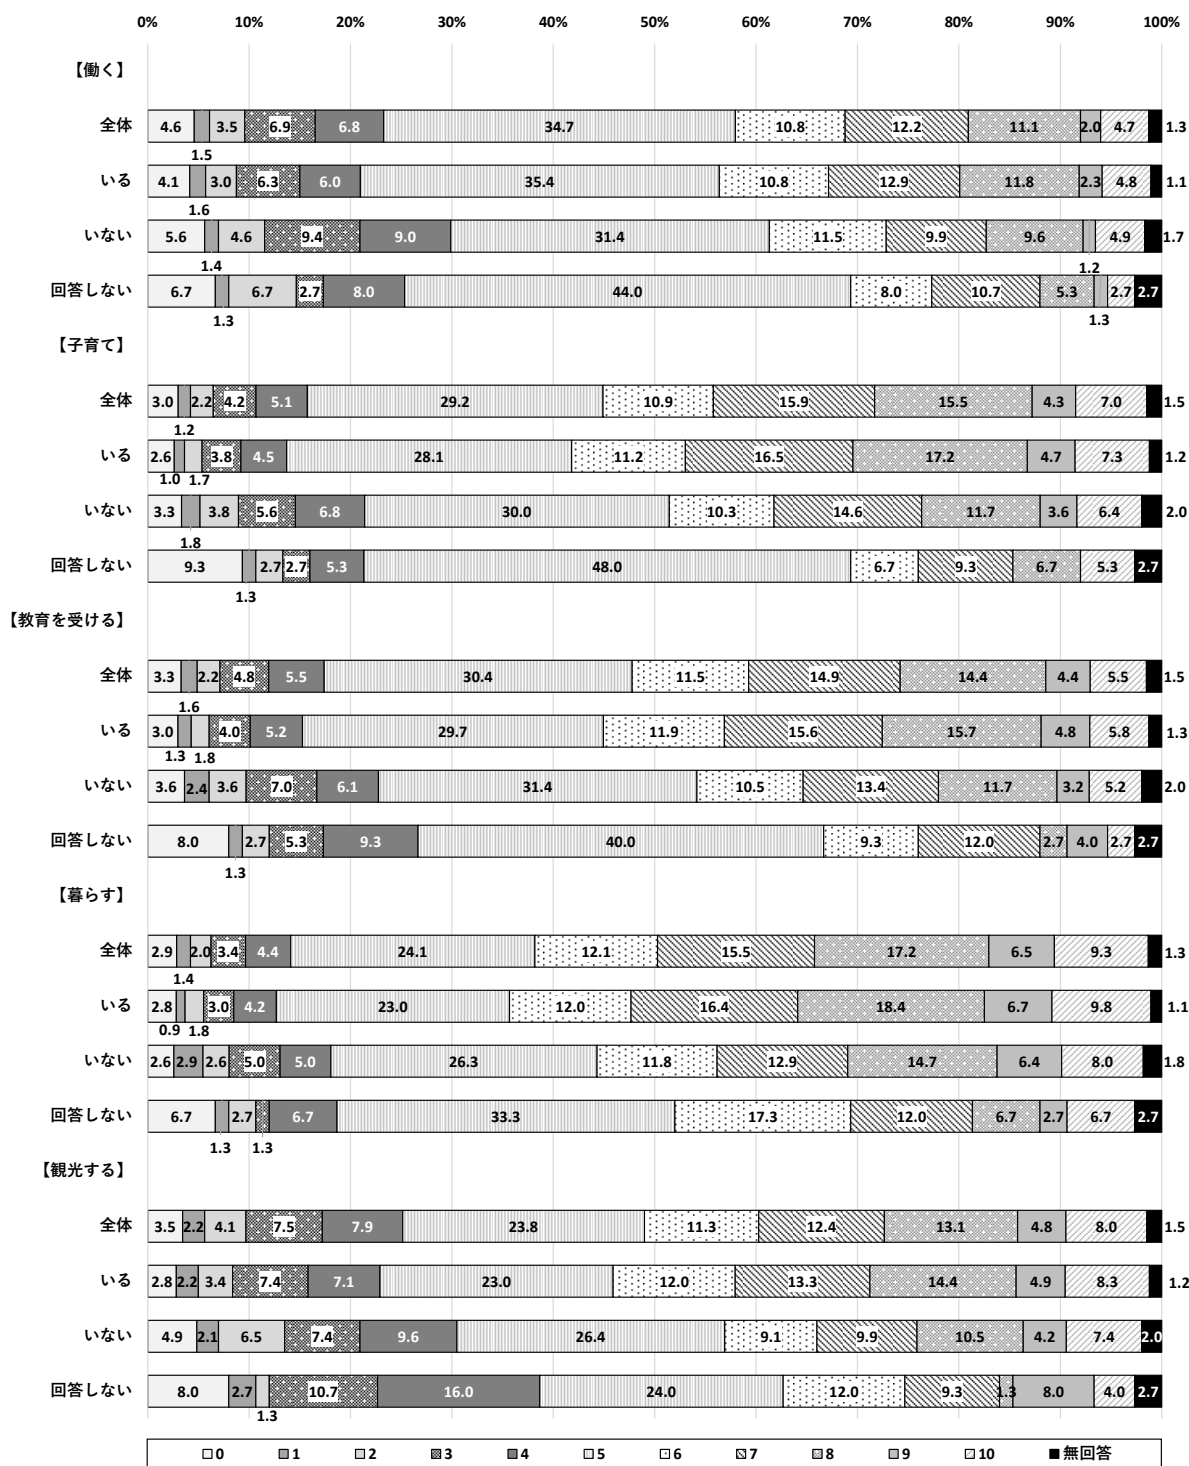 0% 10% 20% 30% 40% 50% 60% 70% 80% 90% 100%
【働く】
全体 4.6 3.5 6.9 6.8 34.7 10.8 12.2 11.1 2.0 4.7 1.3
1.5
いる 4.1 3.0 6.3 6.0 35.4 10.8 12.9 11.8 2.3 4.8 1.1
1.6
いない 5.6 4.6 9.4 9.0 31.4 11.5 9.9 9.6 4.9 1.7
1.4 1.2
回答しない 6.7 6.7 2.7 8.0 44.0 8.0 10.7 5.3 2.7 2.7
1.3 1.3
【子育て】
全体 3.0 2.2 4.2 5.1 29.2 10.9 15.9 15.5 4.3 7.0 1.5
1.2
いる 2.6 3.8 4.5 28.1 11.2 16.5 17.2 4.7 7.3 1.2
1.0 1.7
いない 3.3 3.8 5.6 6.8 30.0 10.3 14.6 11.7 3.6 6.4 2.0
1.8
回答しない 9.3 2.7 2.7 5.3 48.0 6.7 9.3 6.7 5.3 2.7
1.3
【教育を受ける】
全体 3.3 2.2 4.8 5.5 30.4 11.5 14.9 14.4 4.4 5.5 1.5
1.6
いる 3.0 4.0 5.2 29.7 11.9 15.6 15.7 4.8 5.8 1.3
1.3 1.8
いない 3.6 2.4 3.6 7.0 6.1 31.4 10.5 13.4 11.7 3.2 5.2 2.0
回答しない 8.0 2.7 5.3 9.3 40.0 9.3 12.0 2.7 4.0 2.7 2.7
1.3
【暮らす】
全体 2.9 2.0 3.4 4.4 24.1 12.1 15.5 17.2 6.5 9.3 1.3
1.4
いる 2.8 3.0 4.2 23.0 12.0 16.4 18.4 6.7 9.8 1.1
0.9 1.8
いない 2.6 2.9 2.6 5.0 5.0 26.3 11.8 12.9 14.7 6.4 8.0 1.8
回答しない 6.7 2.7 6.7 33.3 17.3 12.0 6.7 2.7 6.7 2.7
1.3 1.3
【観光する】
全体 3.5 2.2 4.1 7.5 7.9 23.8 11.3 12.4 13.1 4.8 8.0 1.5
いる 2.8 2.2 3.4 7.4 7.1 23.0 12.0 13.3 14.4 4.9 8.3 1.2
いない 4.9 2.1 6.5 7.4 9.6 26.4 9.1 9.9 10.5 4.2 7.4 2.0
回答しない 8.0 2.7 10.7 16.0 24.0 12.0 9.3 1.3 8.0 4.0 2.7
1.3
0 1 2 3 4 5 6 7 8 9 10 無回答